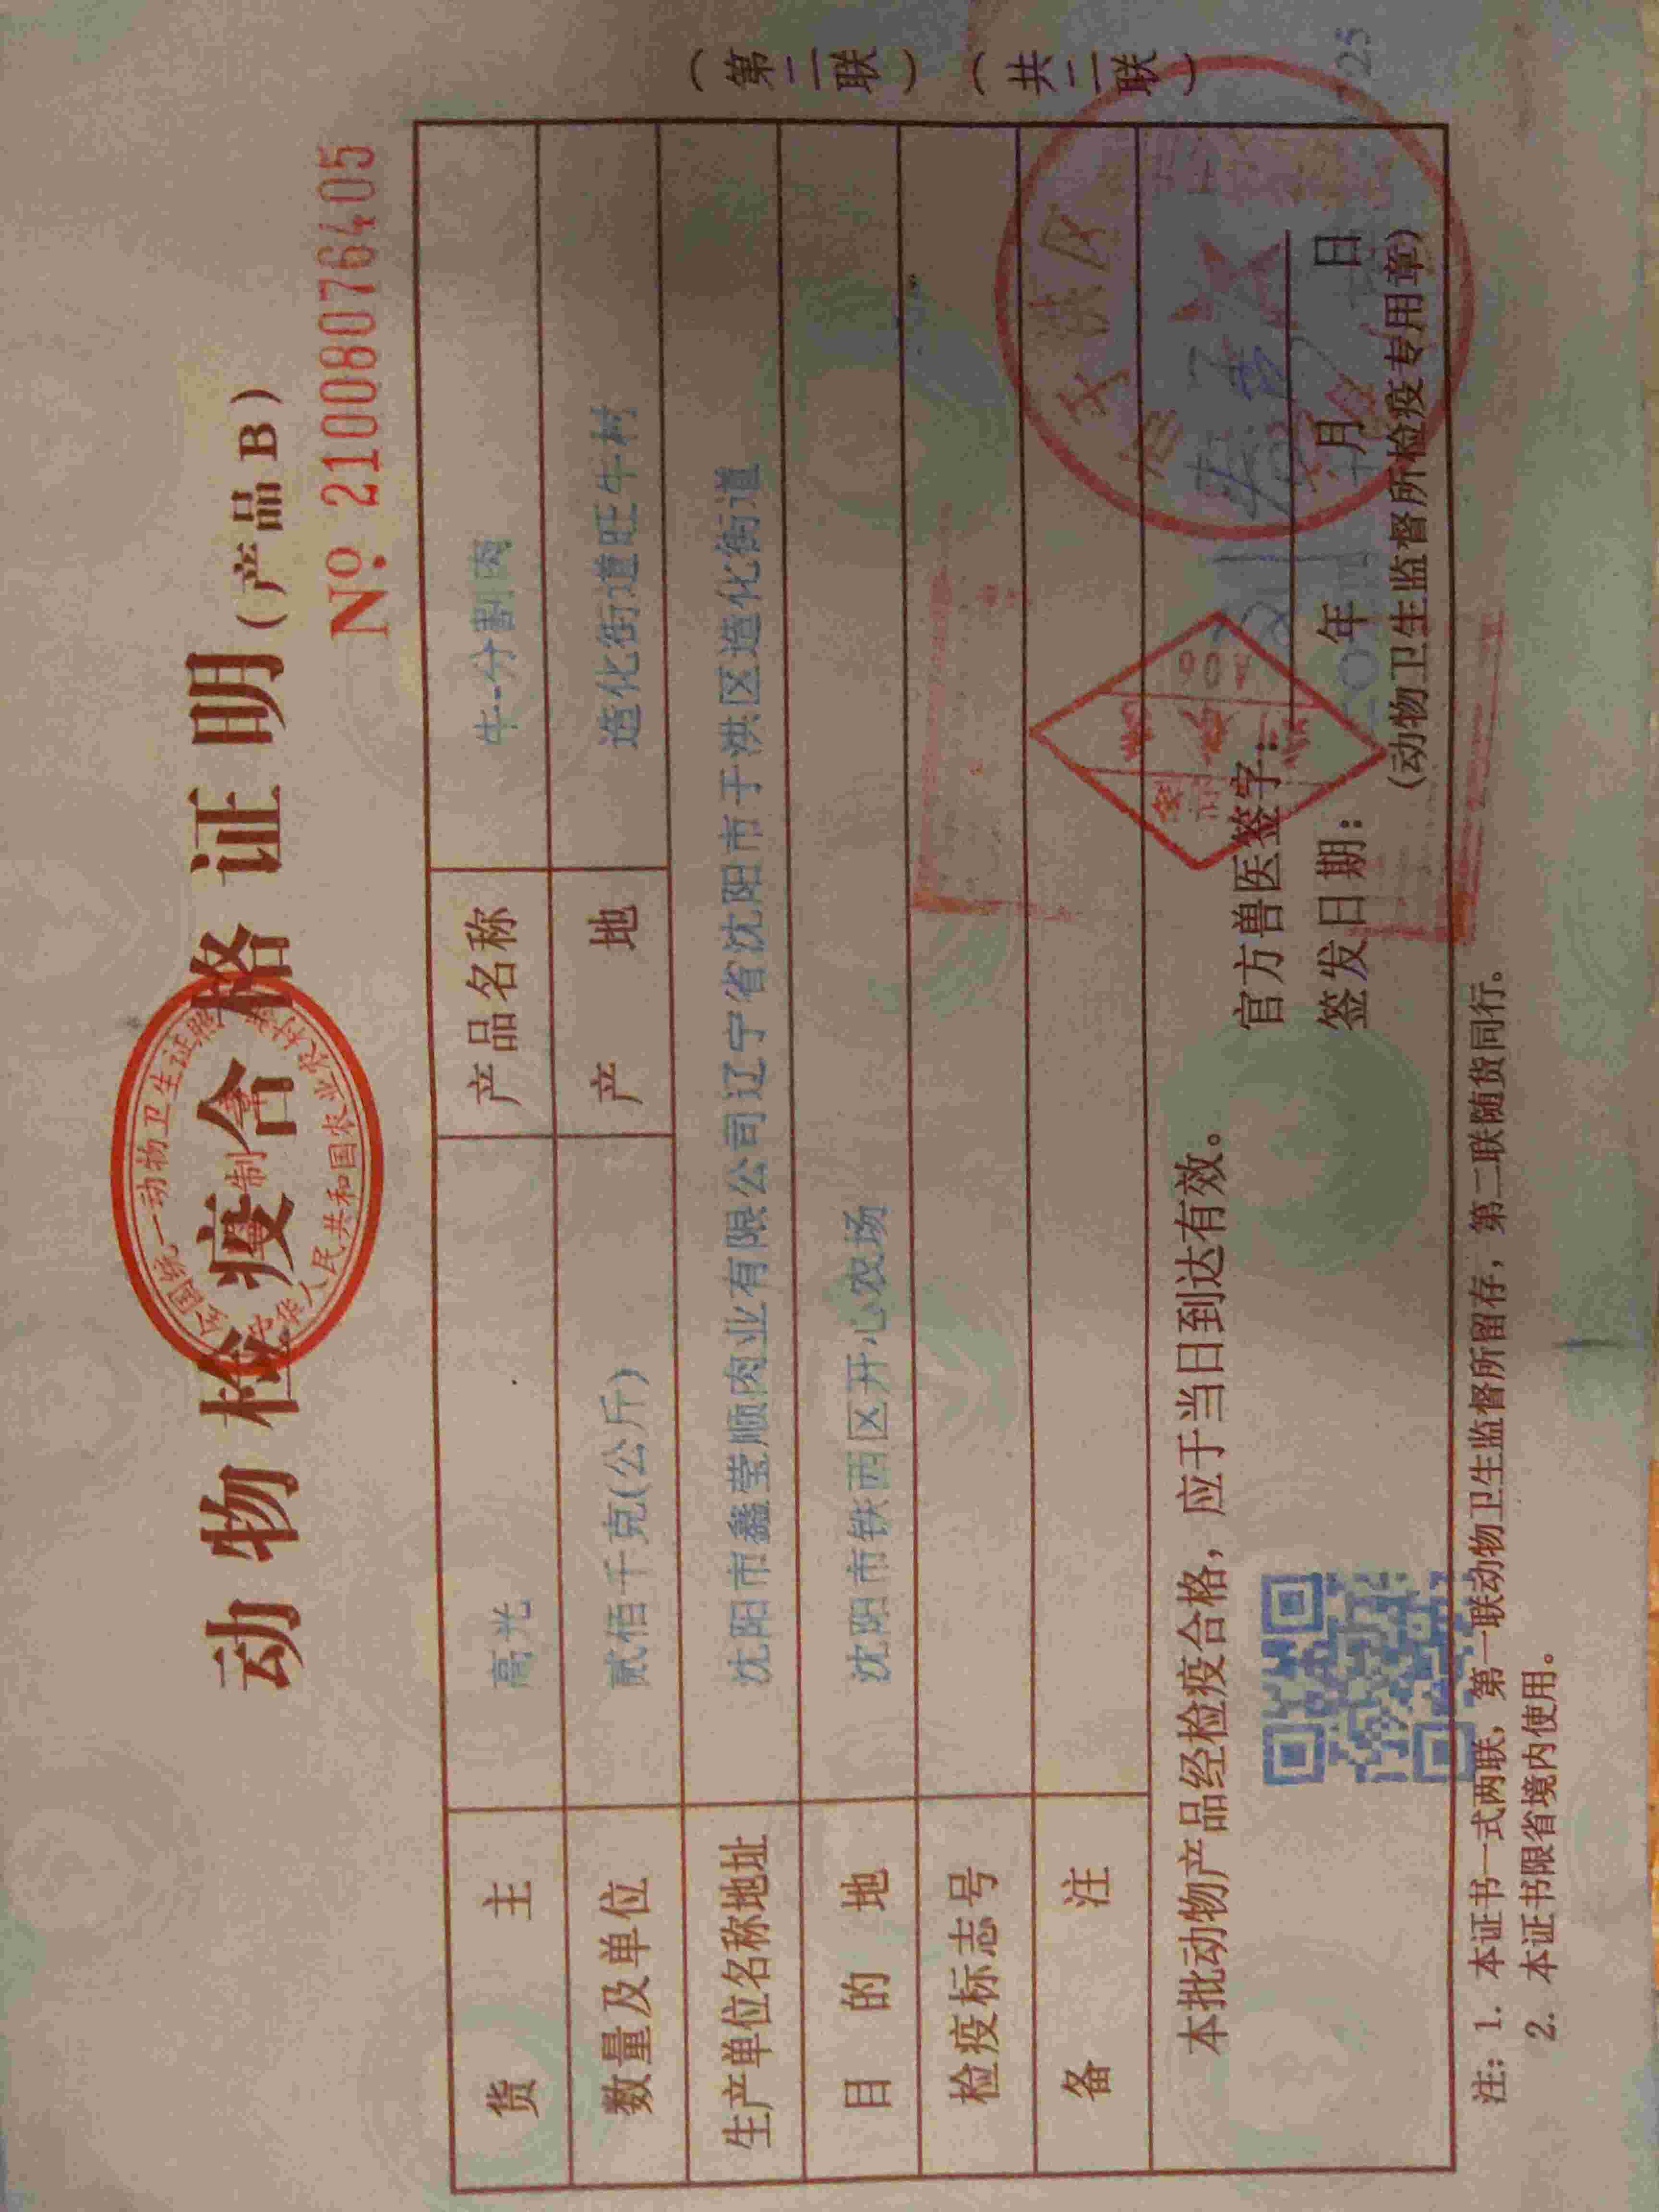 动物检疫合格证明(产品B)
全国统一动物卫生证照
监制
中华人民共和国农业农村部
№ 21008076405
(第二联)
(共二联)
货主 高光 产品名称 牛-分割肉
数量及单位 贰佰千克(公斤) 产地 造化街道旺牛村
生产单位名称地址 沈阳市鑫莹顺肉业有限公司辽宁省沈阳市于洪区造化街道
目的地 沈阳市铁西区开心农场
检疫标志号
备注
本批动物产品经检疫合格，应于当日到达有效。
官方兽医签字：
签发日期： 年 月 日
(动物卫生监督所检疫专用章)
注：1. 本证书一式两联，第一联动物卫生监督所留存，第二联随货同行。
2. 本证书限省境内使用。